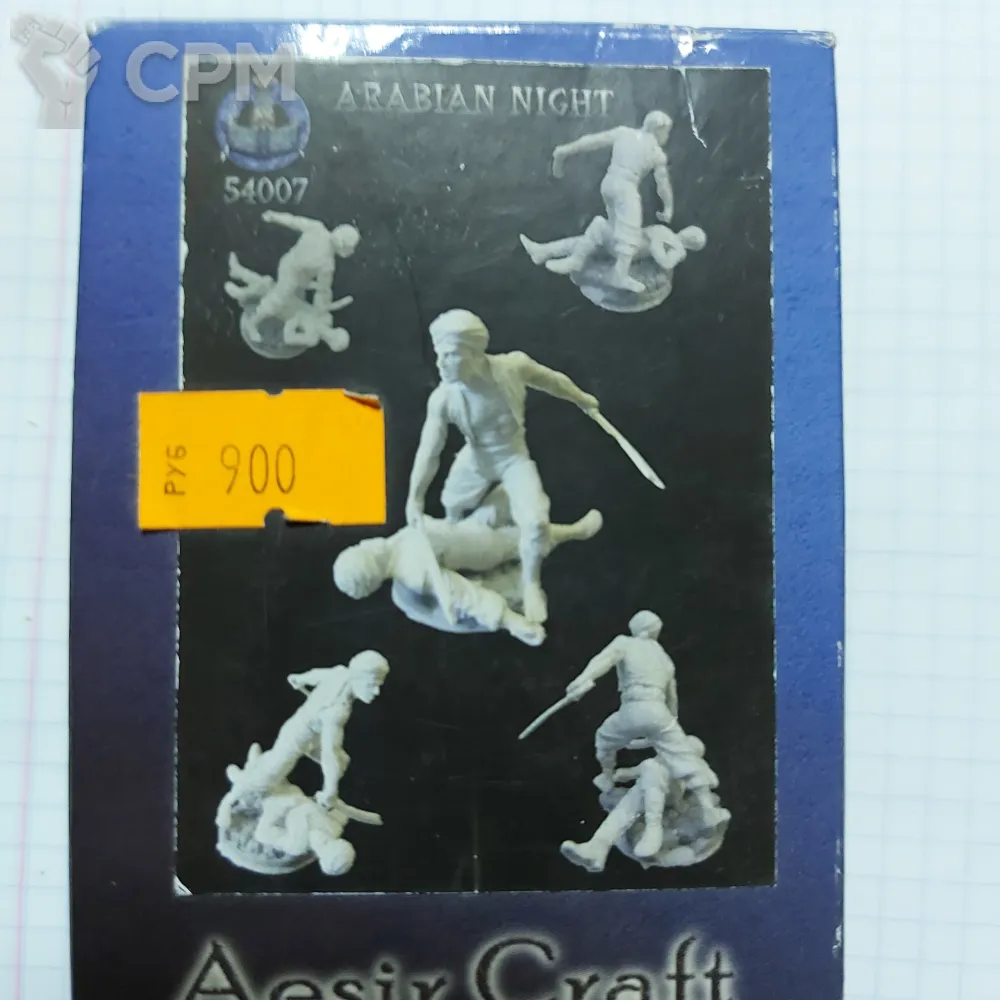 CPM
ARABIAN NIGHT
54007
РУБ 900
Aesir Craft